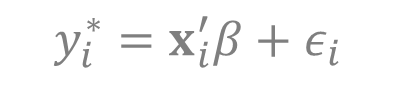 $y_i^* = \mathbf{x}_i'\beta + \epsilon_i$